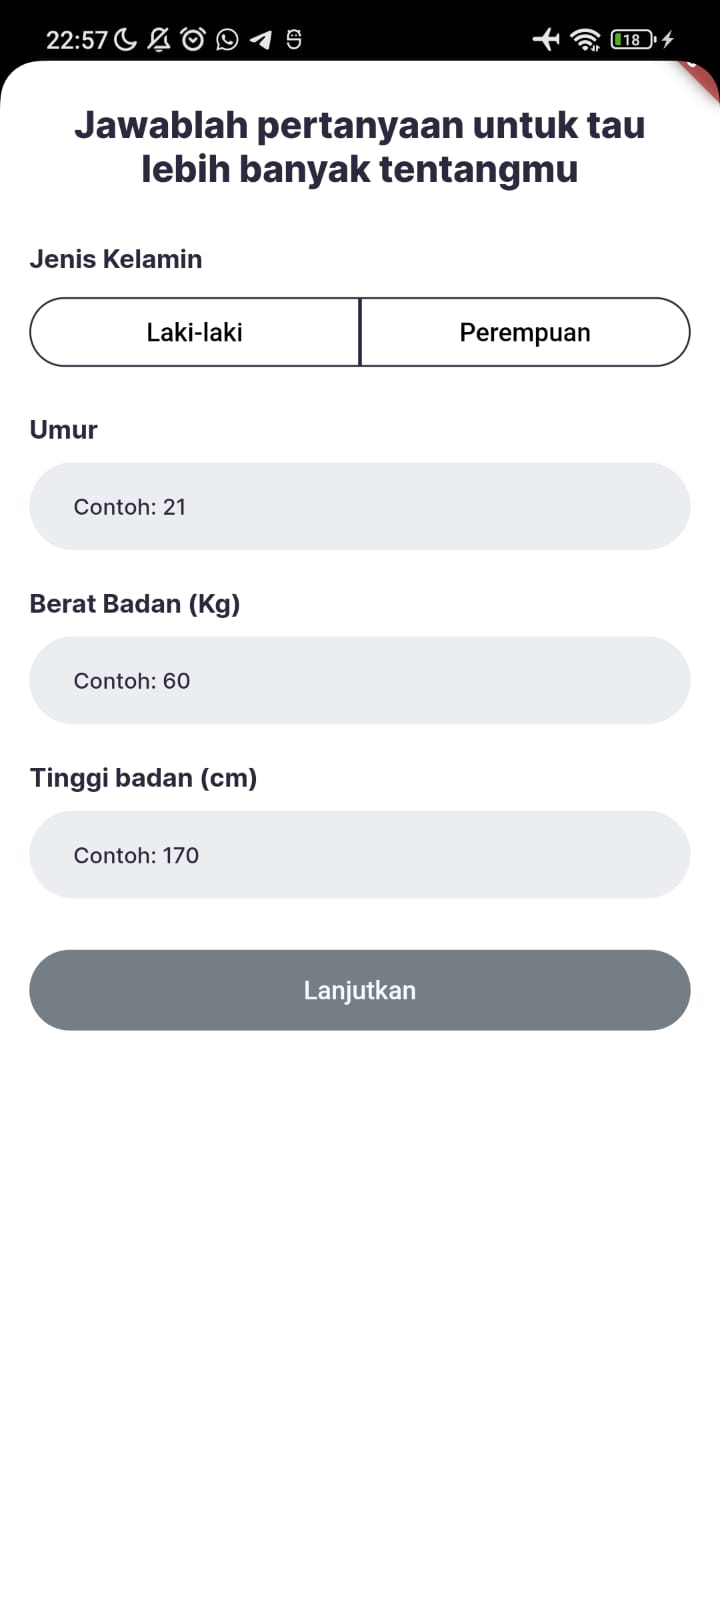 22:57
18
Jawablah pertanyaan untuk tau
lebih banyak tentangmu
Jenis Kelamin
Laki-laki
Perempuan
Umur
Contoh: 21
Berat Badan (Kg)
Contoh: 60
Tinggi badan (cm)
Contoh: 170
Lanjutkan